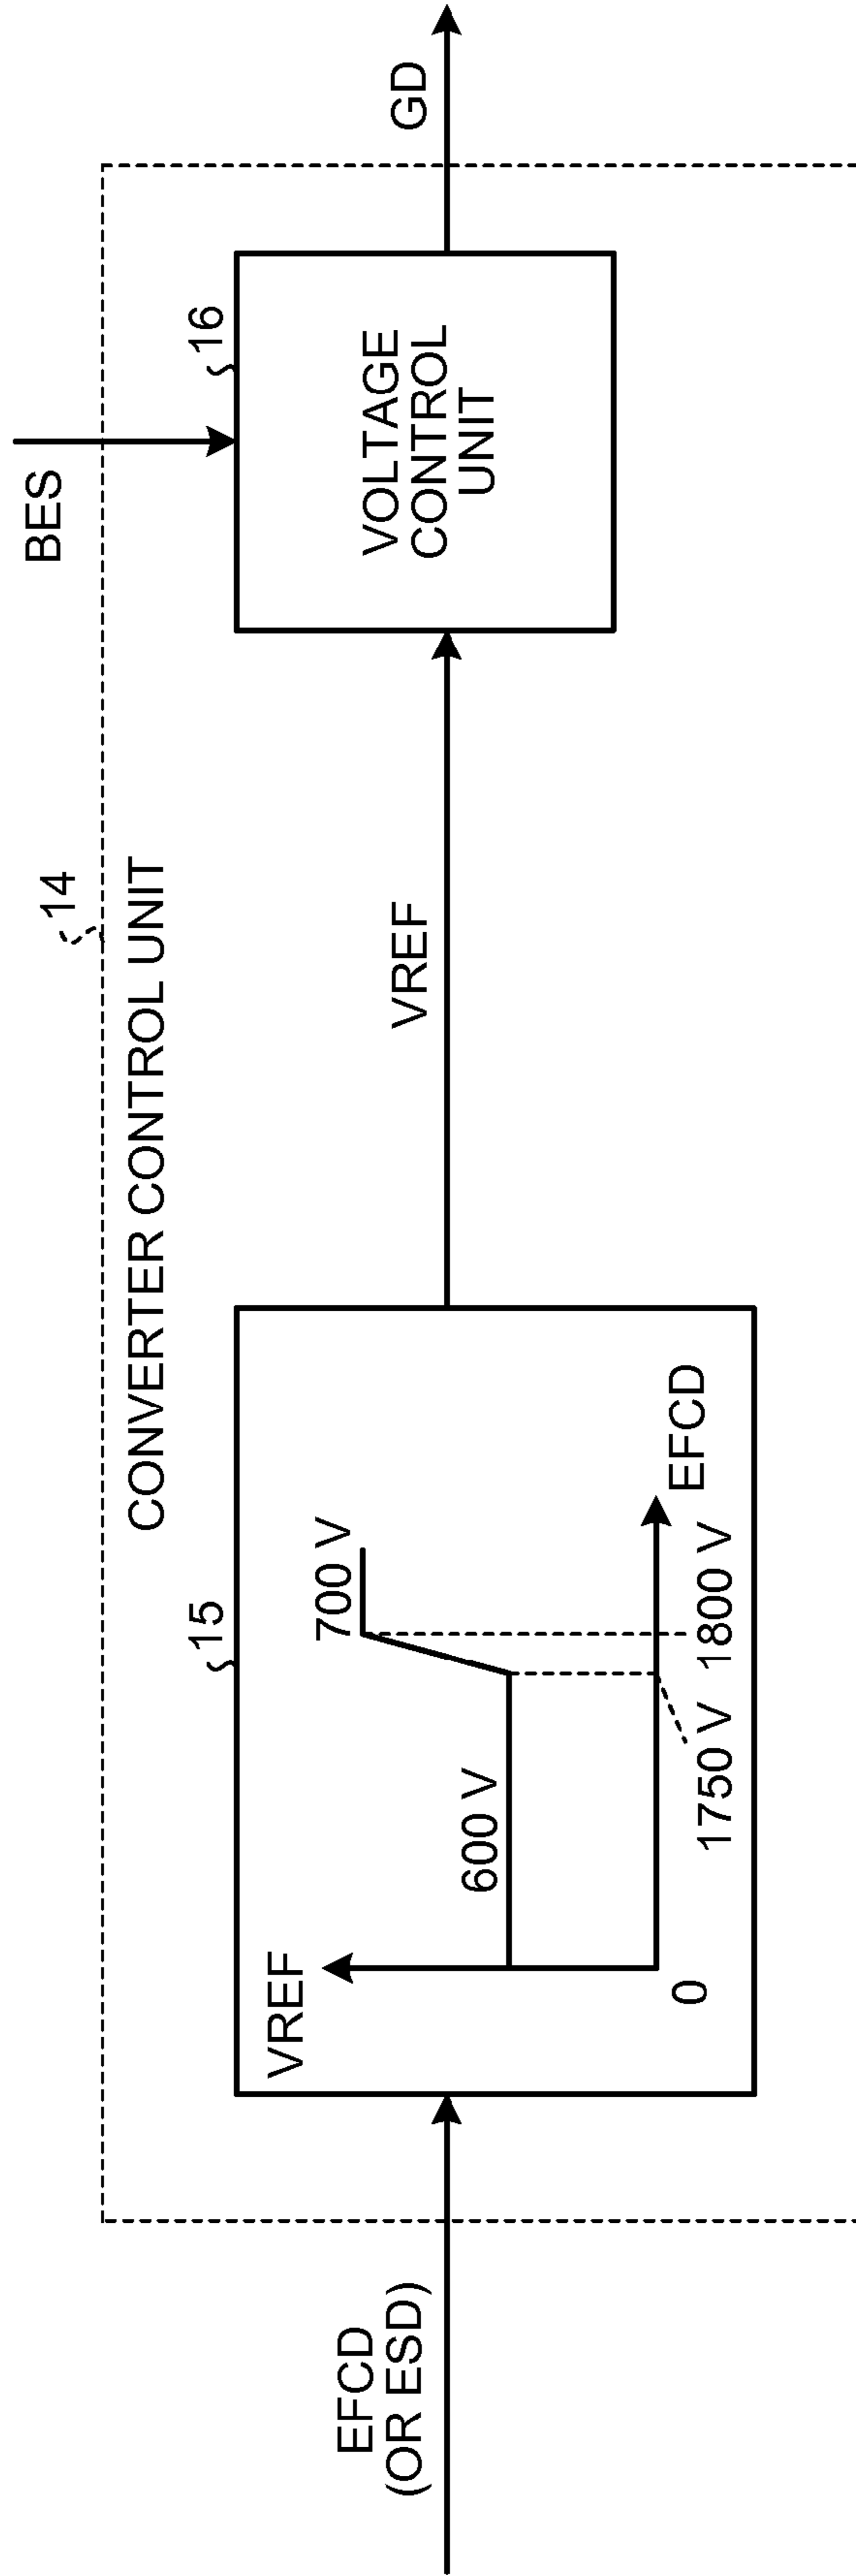 14
CONVERTER CONTROL UNIT
BES
EFCD
(OR ESD)
15
VREF
600 V
700 V
0
1750 V
1800 V
EFCD
VREF
16
VOLTAGE
CONTROL
UNIT
GD